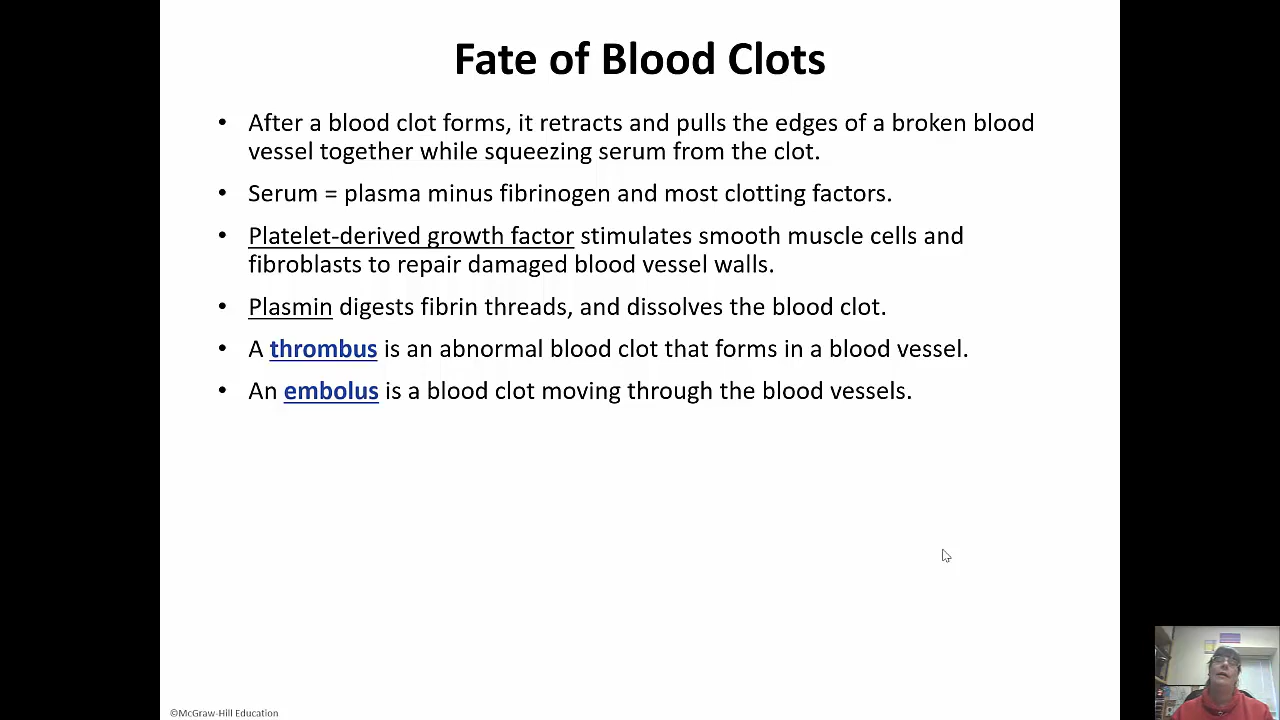 Fate of Blood Clots
• After a blood clot forms, it retracts and pulls the edges of a broken blood
vessel together while squeezing serum from the clot.
• Serum = plasma minus fibrinogen and most clotting factors.
• Platelet-derived growth factor stimulates smooth muscle cells and
fibroblasts to repair damaged blood vessel walls.
• Plasmin digests fibrin threads, and dissolves the blood clot.
• A thrombus is an abnormal blood clot that forms in a blood vessel.
• An embolus is a blood clot moving through the blood vessels.
©McGraw-Hill Education